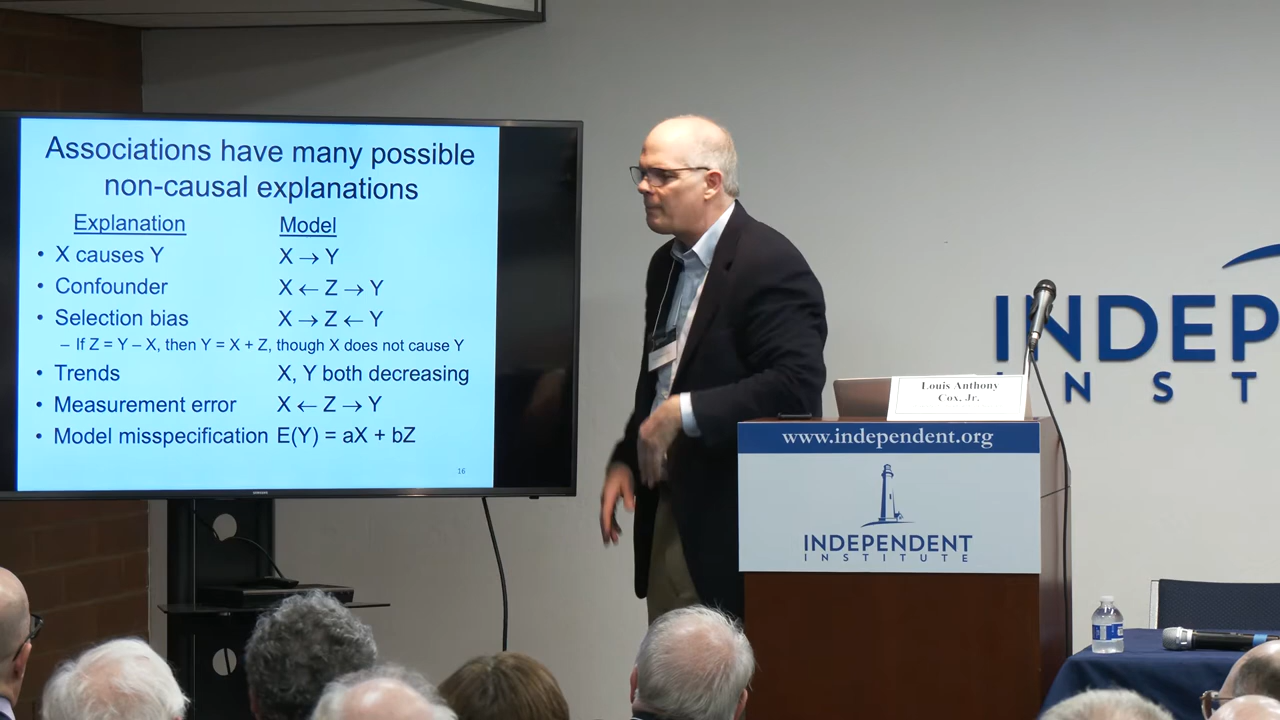 Associations have many possible
non-causal explanations
Explanation Model
• X causes Y X → Y
• Confounder X ← Z → Y
• Selection bias X → Z ← Y
– If Z = Y – X, then Y = X + Z, though X does not cause Y
• Trends X, Y both decreasing
• Measurement error X ← Z → Y
• Model misspecification E(Y) = aX + bZ
16
SAMSUNG
Louis Anthony
Cox, Jr.
www.independent.org
INDEPENDENT
INSTITUTE
INDEP
INST